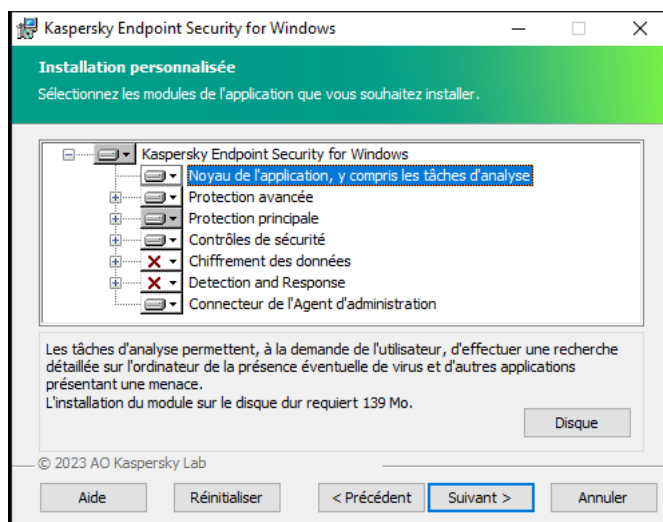 Kaspersky Endpoint Security for Windows
Installation personnalisée
Sélectionnez les modules de l'application que vous souhaitez installer.
Kaspersky Endpoint Security for Windows
Noyau de l'application, y compris les tâches d'analyse
Protection avancée
Protection principale
Contrôles de sécurité
Chiffrement des données
Detection and Response
Connecteur de l'Agent d'administration
Les tâches d'analyse permettent, à la demande de l'utilisateur, d'effectuer une recherche
détaillée sur l'ordinateur de la présence éventuelle de virus et d'autres applications
présentant une menace.
L'installation du module sur le disque dur requiert 139 Mo.
Disque
© 2023 AO Kaspersky Lab
Aide Réinitialiser < Précédent Suivant > Annuler